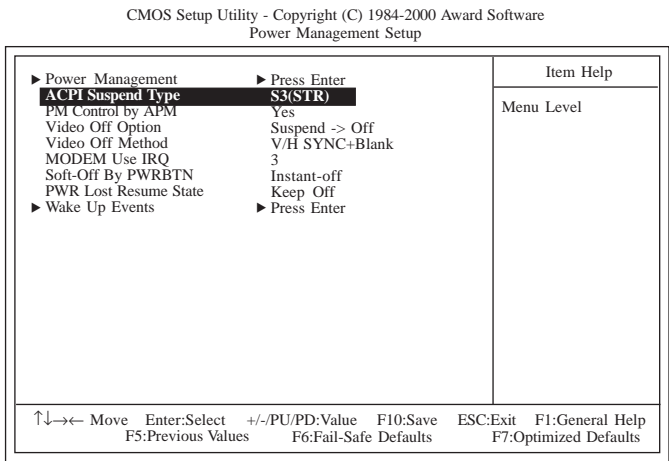 CMOS Setup Utility - Copyright (C) 1984-2000 Award Software
Power Management Setup
▶ Power Management ▶ Press Enter
ACPI Suspend Type S3(STR)
PM Control by APM Yes
Video Off Option Suspend -> Off
Video Off Method V/H SYNC+Blank
MODEM Use IRQ 3
Soft-Off By PWRBTN Instant-off
PWR Lost Resume State Keep Off
▶ Wake Up Events ▶ Press Enter
Item Help
Menu Level
↑↓→← Move Enter:Select +/-/PU/PD:Value F10:Save ESC:Exit F1:General Help
F5:Previous Values F6:Fail-Safe Defaults F7:Optimized Defaults